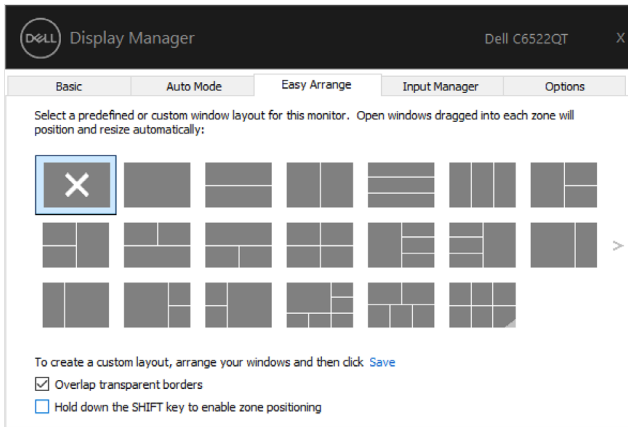 DELL Display Manager Dell C6522QT X
Basic Auto Mode Easy Arrange Input Manager Options
Select a predefined or custom window layout for this monitor. Open windows dragged into each zone will
position and resize automatically:
To create a custom layout, arrange your windows and then click Save
Overlap transparent borders
Hold down the SHIFT key to enable zone positioning